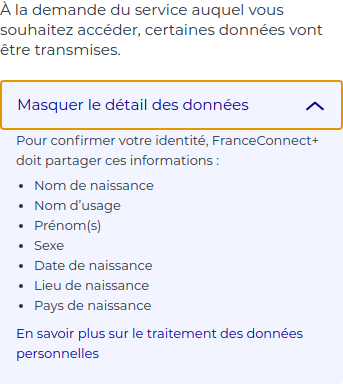 À la demande du service auquel vous
souhaitez accéder, certaines données vont
être transmises.
Masquer le détail des données
Pour confirmer votre identité, FranceConnect+
doit partager ces informations :
• Nom de naissance
• Nom d’usage
• Prénom(s)
• Sexe
• Date de naissance
• Lieu de naissance
• Pays de naissance
En savoir plus sur le traitement des données
personnelles